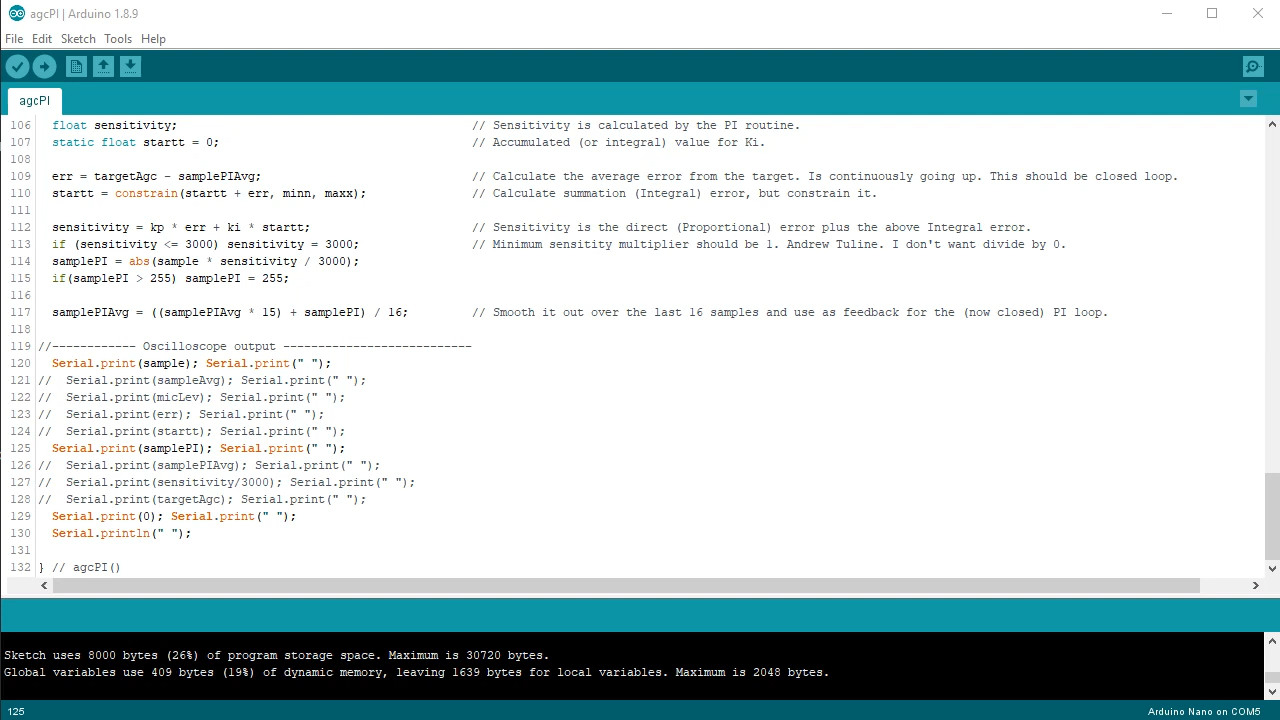 agcPI | Arduino 1.8.9
File Edit Sketch Tools Help
agcPI
106 float sensitivity; // Sensitivity is calculated by the PI routine.
107 static float startt = 0; // Accumulated (or integral) value for Ki.
108
109 err = targetAgc - samplePIAvg; // Calculate the average error from the target. Is continuously going up. This should be closed loop.
110 startt = constrain(startt + err, minn, maxx); // Calculate summation (Integral) error, but constrain it.
111
112 sensitivity = kp * err + ki * startt; // Sensitivity is the direct (Proportional) error plus the above Integral error.
113 if (sensitivity <= 3000) sensitivity = 3000; // Minimum sensitity multiplier should be 1. Andrew Tuline. I don't want divide by 0.
114 samplePI = abs(sample * sensitivity / 3000);
115 if(samplePI > 255) samplePI = 255;
116
117 samplePIAvg = ((samplePIAvg * 15) + samplePI) / 16; // Smooth it out over the last 16 samples and use as feedback for the (now closed) PI loop.
118
119 //------------ Oscilloscope output ---------------------------
120 Serial.print(sample); Serial.print(" ");
121 // Serial.print(sampleAvg); Serial.print(" ");
122 // Serial.print(micLev); Serial.print(" ");
123 // Serial.print(err); Serial.print(" ");
124 // Serial.print(startt); Serial.print(" ");
125 Serial.print(samplePI); Serial.print(" ");
126 // Serial.print(samplePIAvg); Serial.print(" ");
127 // Serial.print(sensitivity/3000); Serial.print(" ");
128 // Serial.print(targetAgc); Serial.print(" ");
129 Serial.print(0); Serial.print(" ");
130 Serial.println(" ");
131
132 } // agcPI()
Sketch uses 8000 bytes (26%) of program storage space. Maximum is 30720 bytes.
Global variables use 409 bytes (19%) of dynamic memory, leaving 1639 bytes for local variables. Maximum is 2048 bytes.
125 Arduino Nano on COM5